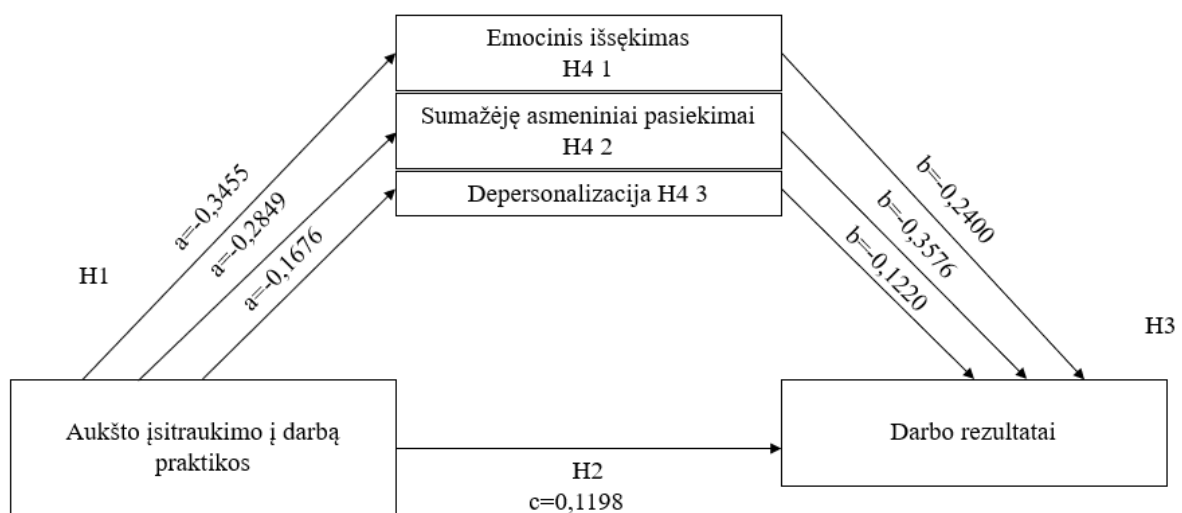 Emocinis išsękimas
H4 1
Sumažėję asmeniniai pasiekimai
H4 2
Depersonalizacija H4 3
a=-0,3455
a=-0,2849
a=-0,1676
b=-0,2400
b=-0,3576
b=-0,1220
H1
H3
Aukšto įsitraukimo į darbą
praktikos
Darbo rezultatai
H2
c=0,1198